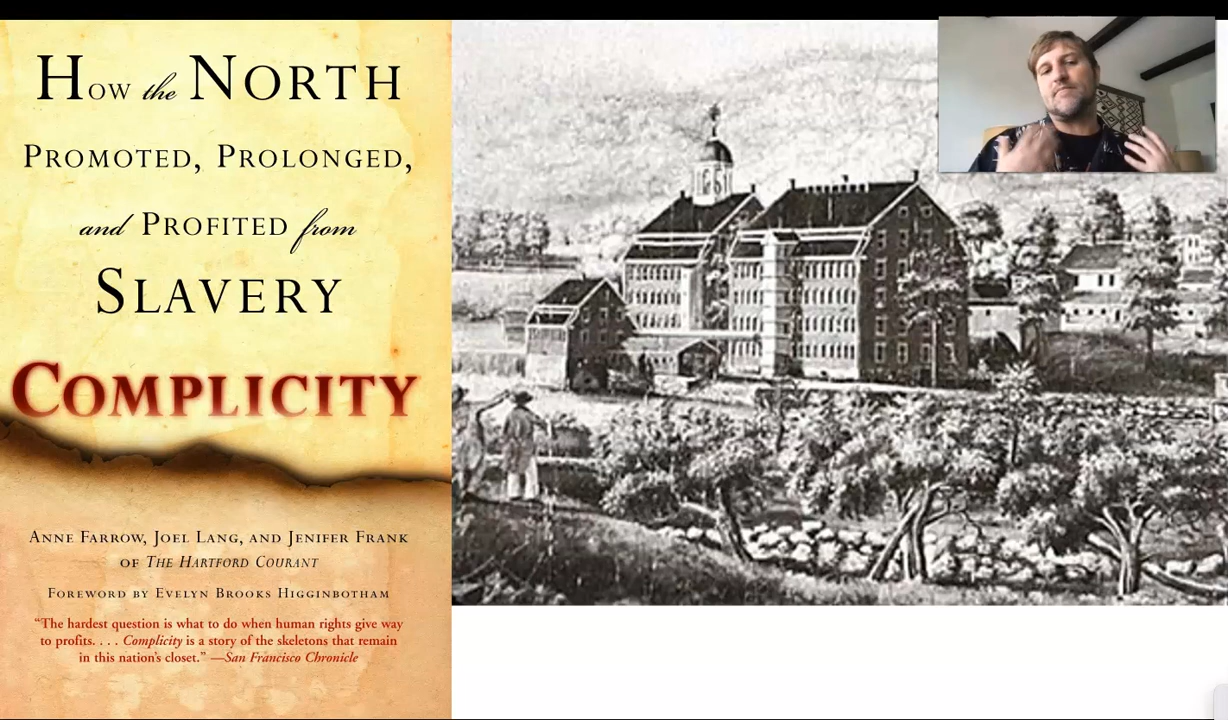 How the North
Promoted, Prolonged,
and Profited from
Slavery
Complicity
Anne Farrow, Joel Lang, and Jenifer Frank
of The Hartford Courant
Foreword by Evelyn Brooks Higginbotham
“The hardest question is what to do when human rights give way
to profits. . . . Complicity is a story of the skeletons that remain
in this nation’s closet.” —San Francisco Chronicle